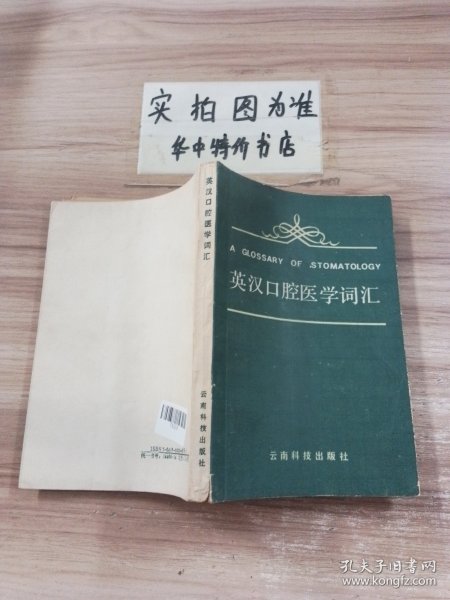 实拍图为准
华中特价书店
A GLOSSARY OF STOMATOLOGY
英汉口腔医学词汇
云南科技出版社
英汉口腔医学词汇
云南科技出版社
孔夫子旧书网
www.kongfz.com